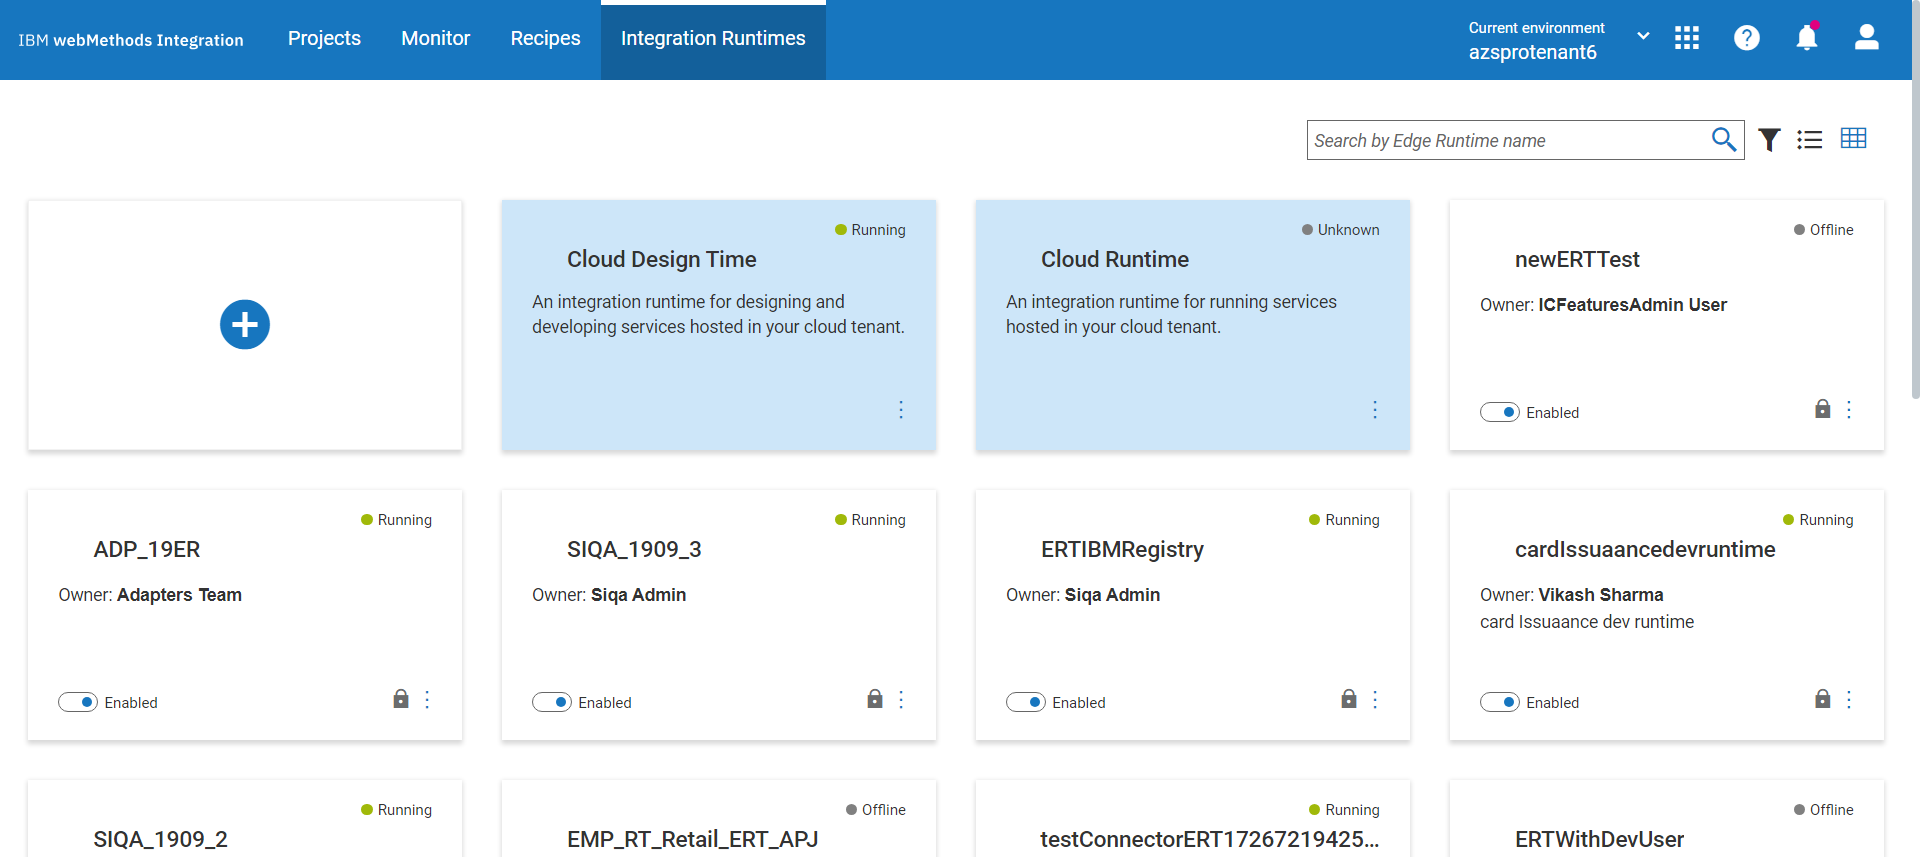 IBM webMethods Integration
Projects
Monitor
Recipes
Integration Runtimes
Current environment
azsprotenant6
Search by Edge Runtime name
Running
Cloud Design Time
An integration runtime for designing and
developing services hosted in your cloud tenant.
Unknown
Cloud Runtime
An integration runtime for running services
hosted in your cloud tenant.
Offline
newERTTest
Owner: ICFeaturesAdmin User
Enabled
Running
ADP_19ER
Owner: Adapters Team
Enabled
Running
SIQA_1909_3
Owner: Siqa Admin
Enabled
Running
ERTIBMRegistry
Owner: Siqa Admin
Enabled
Running
cardIssuaancedevruntime
Owner: Vikash Sharma
card Issuaance dev runtime
Enabled
Running
SIQA_1909_2
Offline
EMP_RT_Retail_ERT_APJ
Running
testConnectorERT17267219425...
Offline
ERTWithDevUser